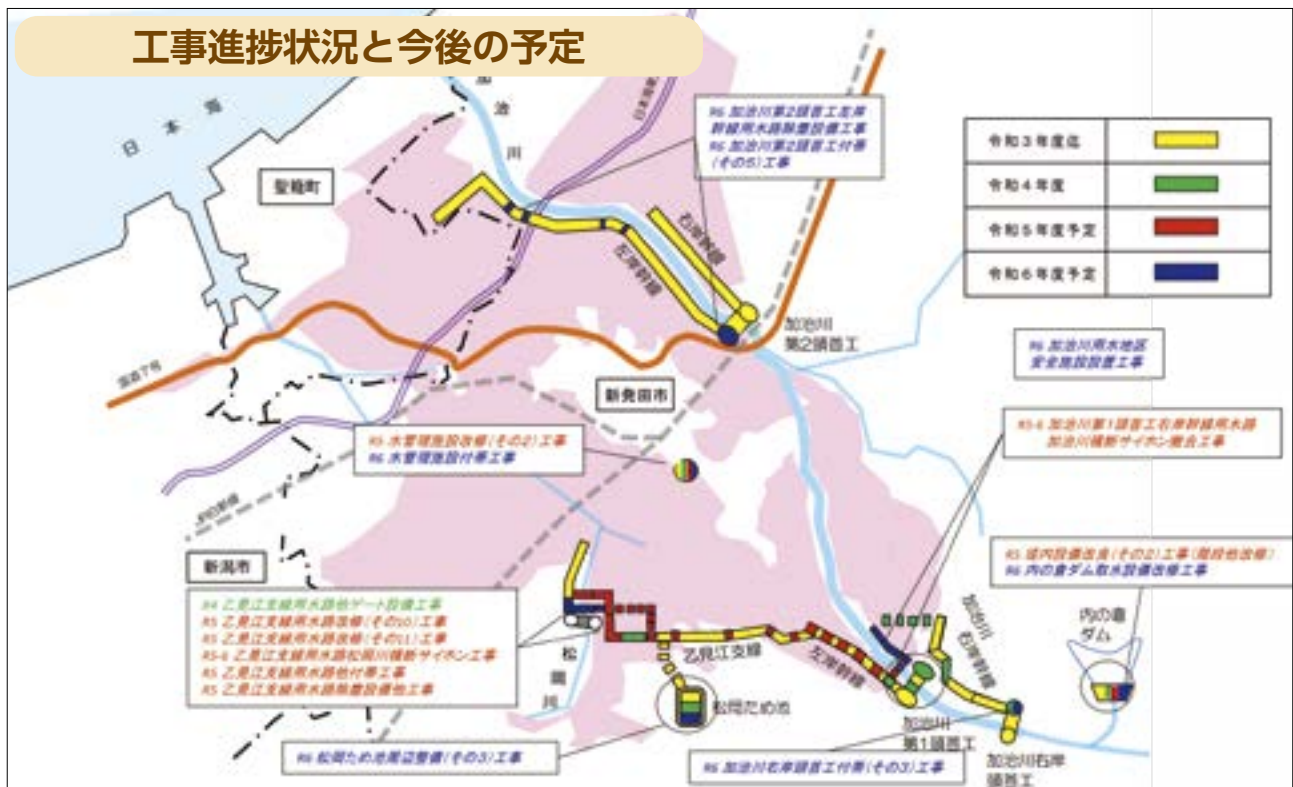 工事進捗状況と今後の予定
日本海
加治川
聖籠町
R6 加治川第2頭首工左岸
幹線用水路除塵設備工事
R6 加治川第2頭首工付帯
(その5)工事
令和3年度迄
令和4年度
令和5年度予定
令和6年度予定
右岸幹線
左岸幹線
加治川
第2頭首工
国道7号
新発田市
R6 加治川用水地区
安全施設設置工事
R5 水管理施設改修(その2)工事
R6 水管理施設付帯工事
R5-6 加治川第1頭首工右岸幹線用水路
加治川横断サイホン撤去工事
JR白新線
新潟市
R5 堤内設備改良(その2)工事(階段他改修)
R6 内の倉ダム取水設備改修工事
R4 乙見江支線用水路他ゲート設備工事
R5 乙見江支線用水路改修(その10)工事
R5 乙見江支線用水路改修(その11)工事
R5-6 乙見江支線用水路松岡川横断サイホン工事
R5 乙見江支線用水路他付帯工事
R5 乙見江支線用水路除塵設備他工事
松岡川
乙見江支線
左岸幹線
加治川
右岸幹線
内の倉
ダム
松岡ため池
加治川
第1頭首工
R6 松岡ため池周辺整備(その3)工事
R6 加治川右岸頭首工付帯(その3)工事
加治川右岸
頭首工